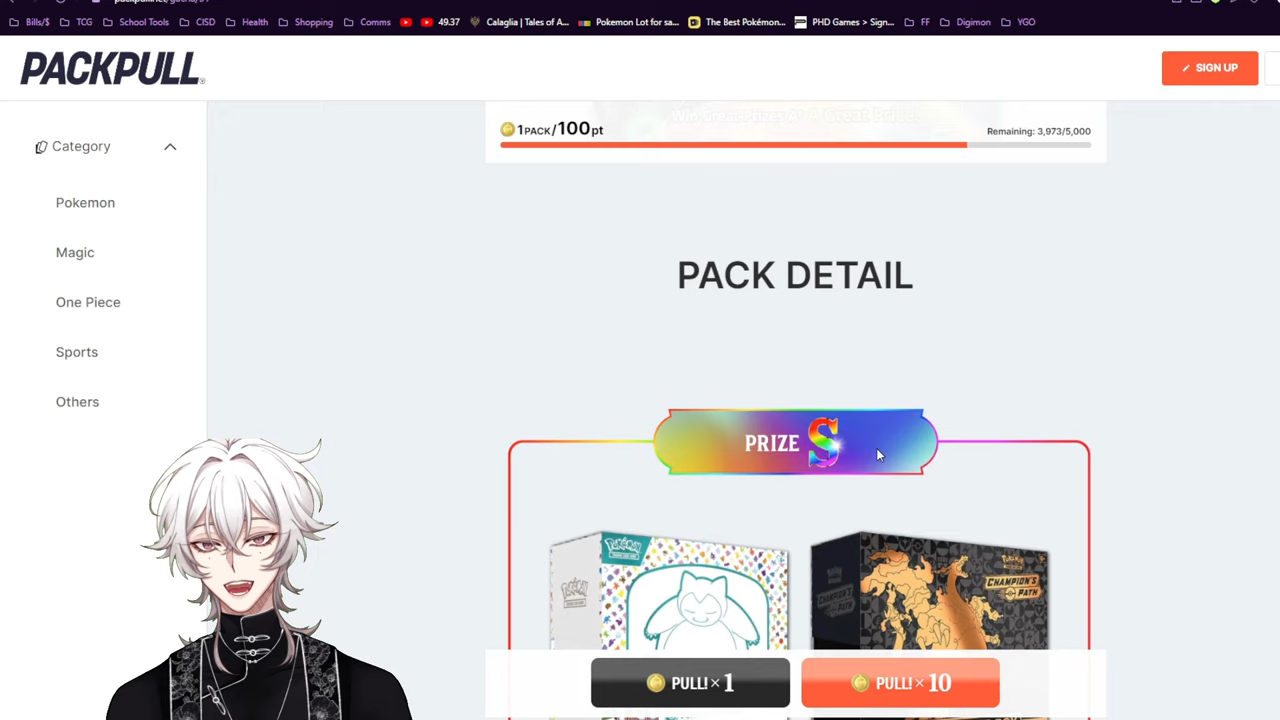 Bills/$ TCG School Tools CISD Health Shopping Comms 49.37 Calaglia | Tales of A... Pokemon Lot for sa... The Best Pokémon... PHD Games > Sign... FF Digimon YGO
PACKPULL
SIGN UP
Category
Pokemon
Magic
One Piece
Sports
Others
1PACK/100pt
Remaining: 3,973/5,000
PACK DETAIL
PRIZE S
Pokémon
CHAMPION'S
PATH
PULL! × 1
PULL! × 10